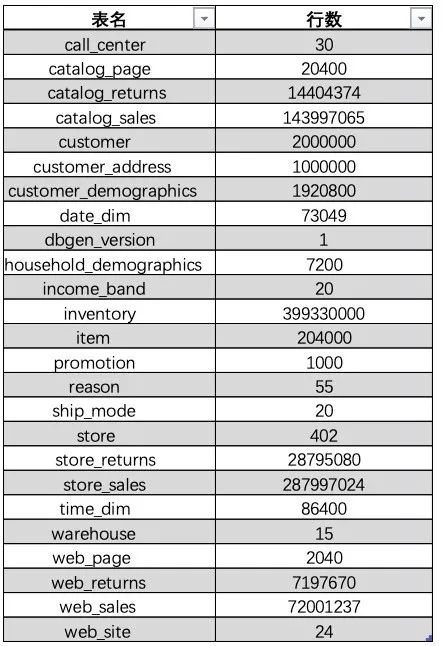 表名 行数
call_center 30
catalog_page 20400
catalog_returns 14404374
catalog_sales 143997065
customer 2000000
customer_address 1000000
customer_demographics 1920800
date_dim 73049
dbgen_version 1
household_demographics 7200
income_band 20
inventory 399330000
item 204000
promotion 1000
reason 55
ship_mode 20
store 402
store_returns 28795080
store_sales 287997024
time_dim 86400
warehouse 15
web_page 2040
web_returns 7197670
web_sales 72001237
web_site 24